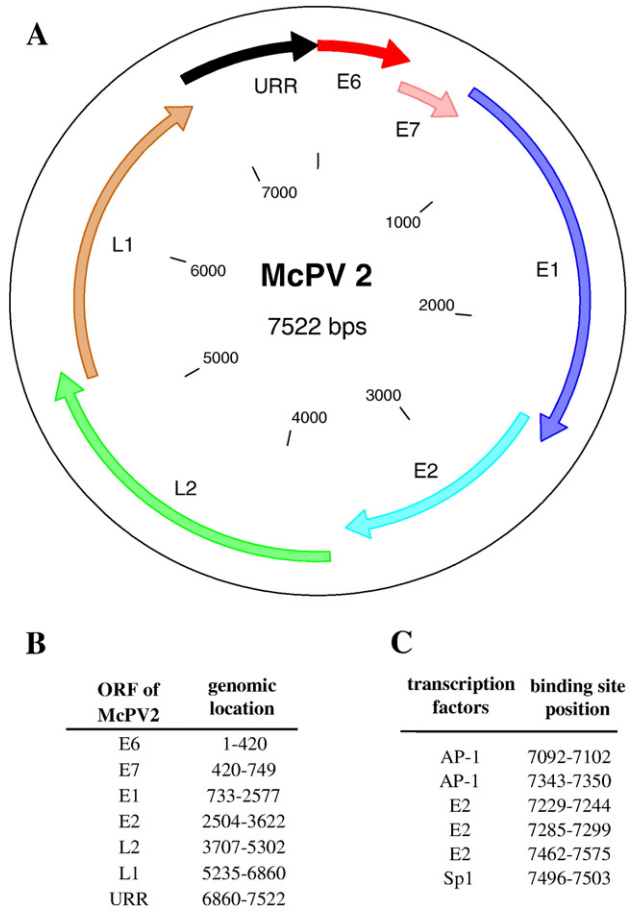 A
URR
E6
E7
7000
1000
L1
E1
6000
McPV 2
2000
7522 bps
5000
3000
4000
E2
L2
B
ORF of
McPV2
genomic
location
E6 1-420
E7 420-749
E1 733-2577
E2 2504-3622
L2 3707-5302
L1 5235-6860
URR 6860-7522
C
transcription
factors
binding site
position
AP-1 7092-7102
AP-1 7343-7350
E2 7229-7244
E2 7285-7299
E2 7462-7575
Sp1 7496-7503